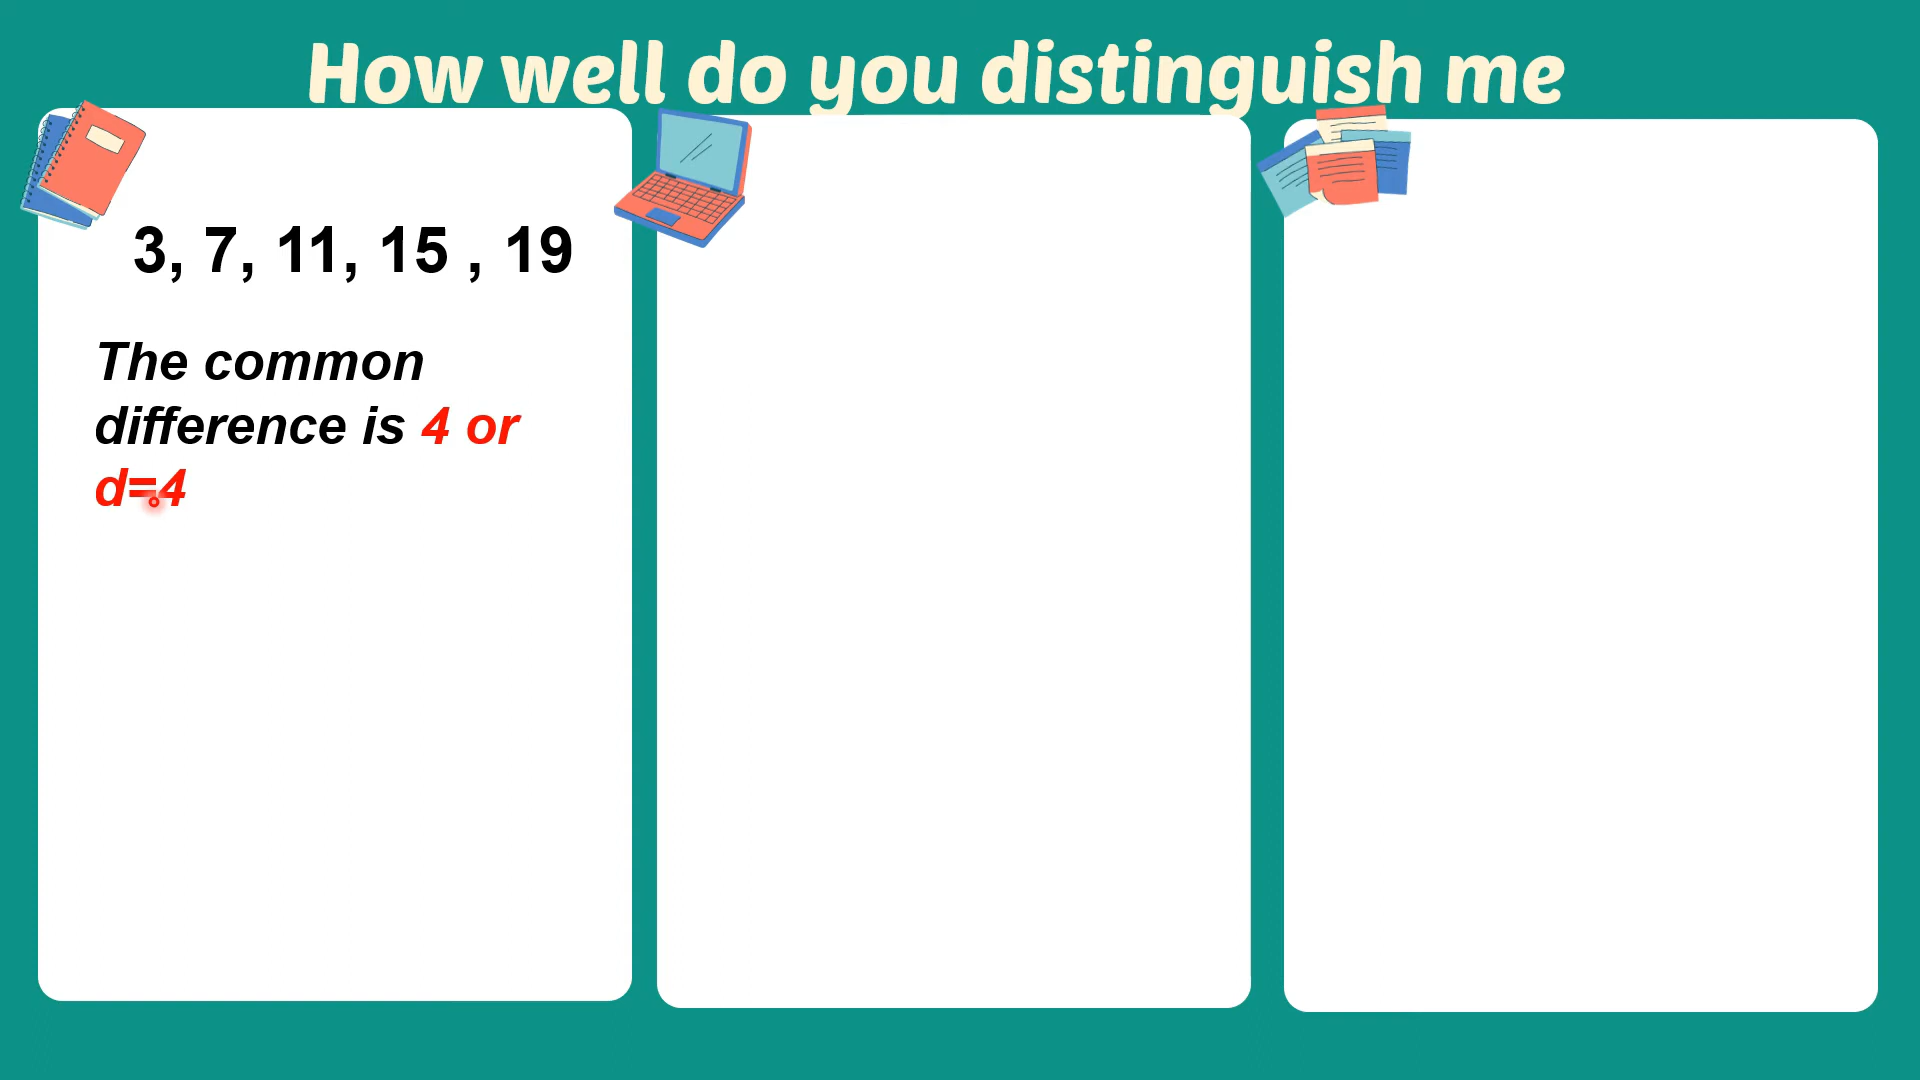 How well do you distinguish me
3, 7, 11, 15 , 19
The common
difference is 4 or
d=4